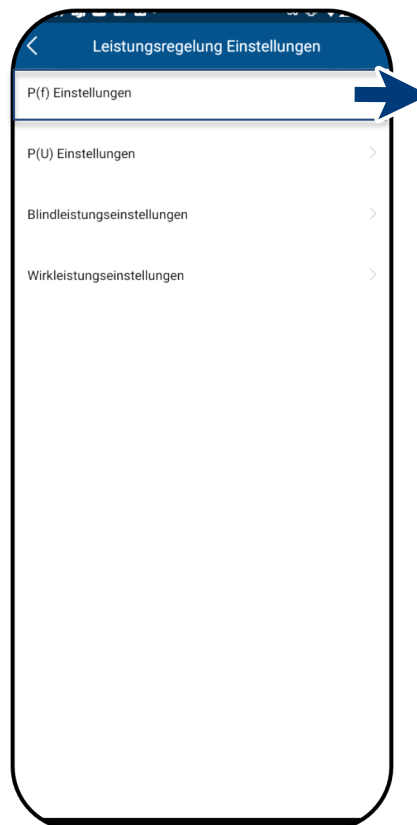 Leistungsregelung Einstellungen
P(f) Einstellungen
P(U) Einstellungen
Blindleistungseinstellungen
Wirkleistungseinstellungen